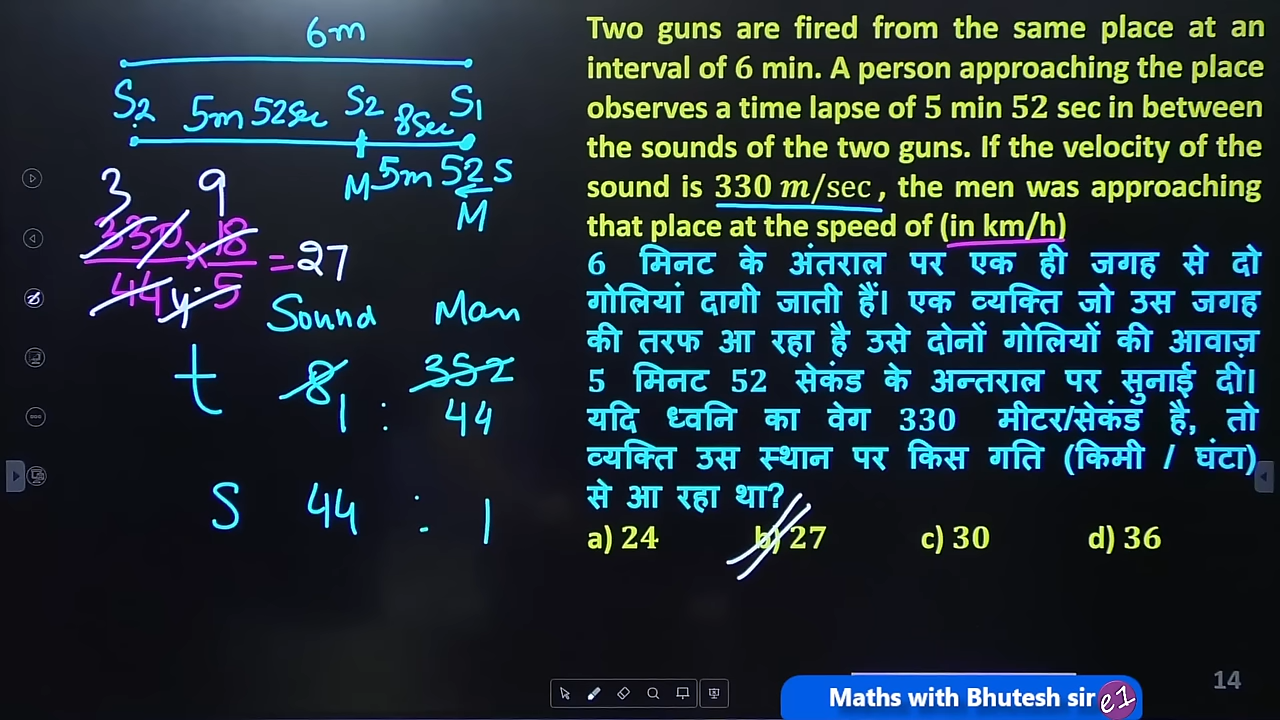 6m
S2 5m 52sec S2 8sec S1
M 5m 52 s
M
3 9
330 × 18 = 27
44 4 5
Sound Man
t 8 352
1 : 44
S 44 : 1
Two guns are fired from the same place at an
interval of 6 min. A person approaching the place
observes a time lapse of 5 min 52 sec in between
the sounds of the two guns. If the velocity of the
sound is 330 m/sec, the men was approaching
that place at the speed of (in km/h)
6 मिनट के अंतराल पर एक ही जगह से दो
गोलियां दागी जाती हैं। एक व्यक्ति जो उस जगह
की तरफ आ रहा है उसे दोनों गोलियों की आवाज़
5 मिनट 52 सेकंड के अन्तराल पर सुनाई दी।
यदि ध्वनि का वेग 330 मीटर/सेकंड है, तो
व्यक्ति उस स्थान पर किस गति (किमी / घंटा)
से आ रहा था?
a) 24 b) 27 c) 30 d) 36
14
Maths with Bhutesh sir e1